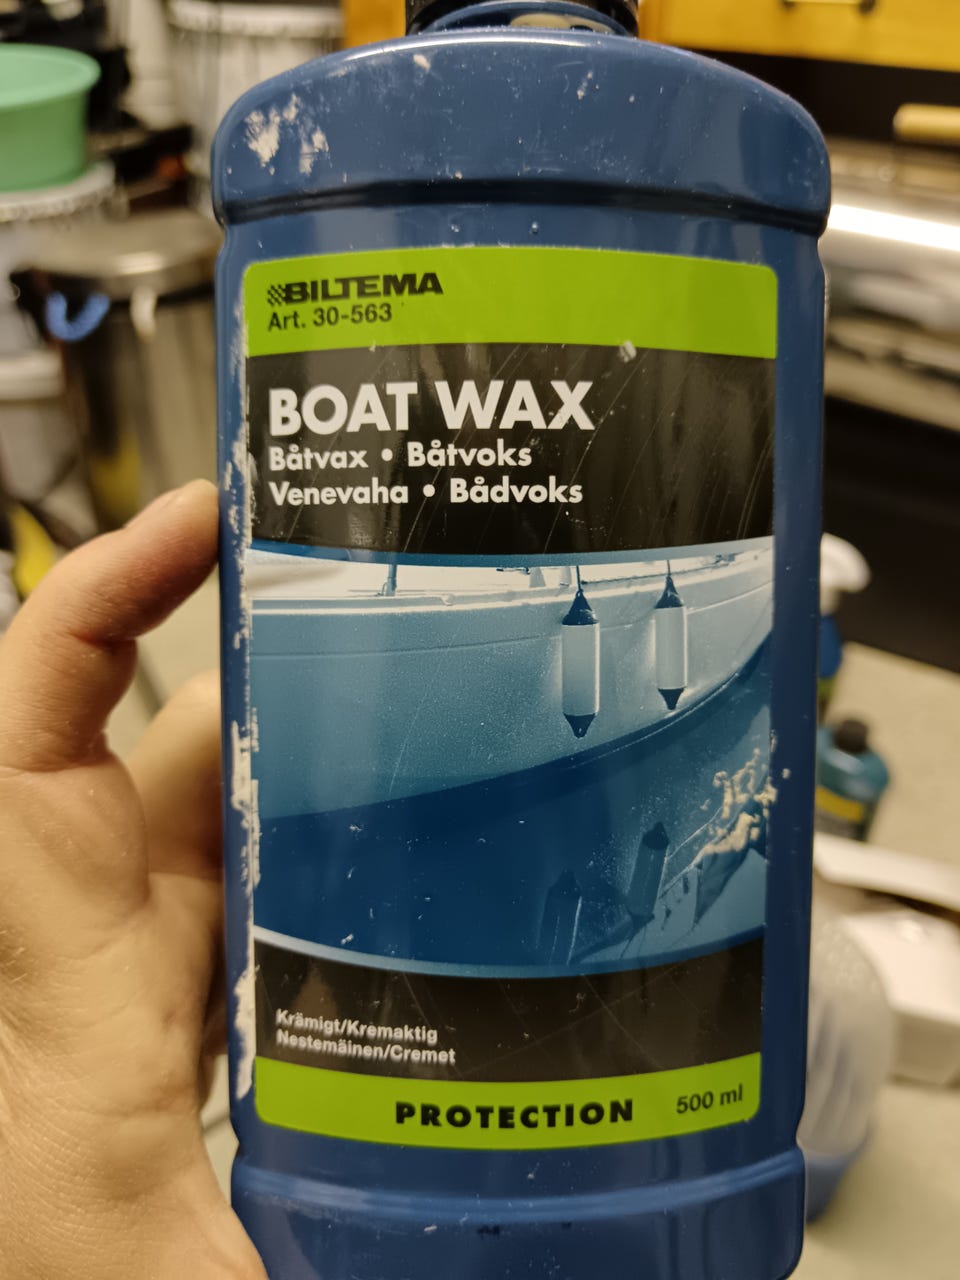 BILTEMA
Art. 30-563
BOAT WAX
Båtvax • Båtvoks
Venevaha • Bådvoks
Krämigt/Kremaktig
Nestemäinen/Cremet
PROTECTION 500 ml